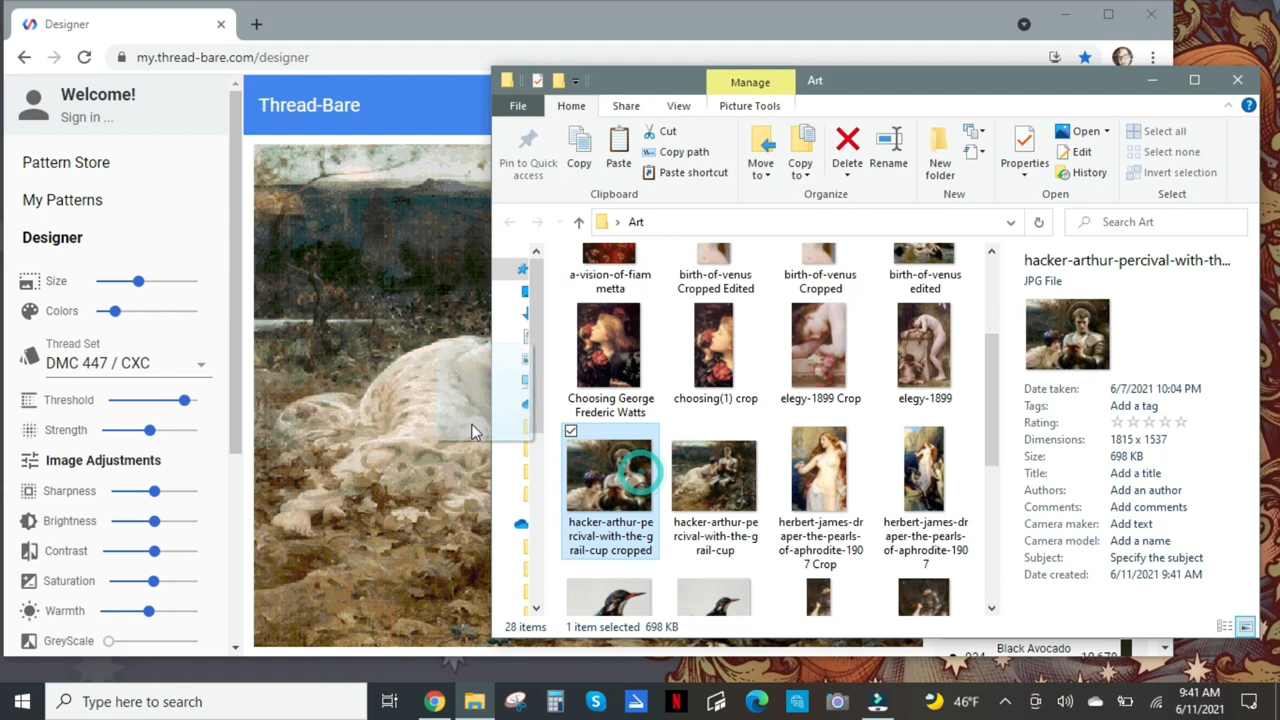 Designer
my.thread-bare.com/designer
Welcome!
Sign in ...
Pattern Store
My Patterns
Designer
Size
Colors
Thread Set
DMC 447 / CXC
Threshold
Strength
Image Adjustments
Sharpness
Brightness
Contrast
Saturation
Warmth
GreyScale
Thread-Bare
Manage
Art
File
Home
Share
View
Picture Tools
Pin to Quick
access
Copy
Paste
Cut
Copy path
Paste shortcut
Clipboard
Move
to
Copy
to
Delete
Rename
Organize
New
folder
New
Properties
Open
Edit
History
Open
Select all
Select none
Invert selection
Select
Art
Search Art
a-vision-of-fiam
metta
birth-of-venus
Cropped Edited
birth-of-venus
Cropped
birth-of-venus
edited
Choosing George
Frederic Watts
choosing(1) crop
elegy-1899 Crop
elegy-1899
hacker-arthur-pe
rcival-with-the-g
rail-cup cropped
hacker-arthur-pe
rcival-with-the-g
rail-cup
herbert-james-dr
aper-the-pearls-
of-aphrodite-190
7 Crop
herbert-james-dr
aper-the-pearls-
of-aphrodite-190
7
hacker-arthur-percival-with-th...
JPG File
Date taken: 6/7/2021 10:04 PM
Tags: Add a tag
Rating:
Dimensions: 1815 x 1537
Size: 698 KB
Title: Add a title
Authors: Add an author
Comments: Add comments
Camera maker: Add text
Camera model: Add a name
Subject: Specify the subject
Date created: 6/11/2021 9:41 AM
28 items 1 item selected 698 KB
Black Avocado
Type here to search
46°F
9:41 AM
6/11/2021